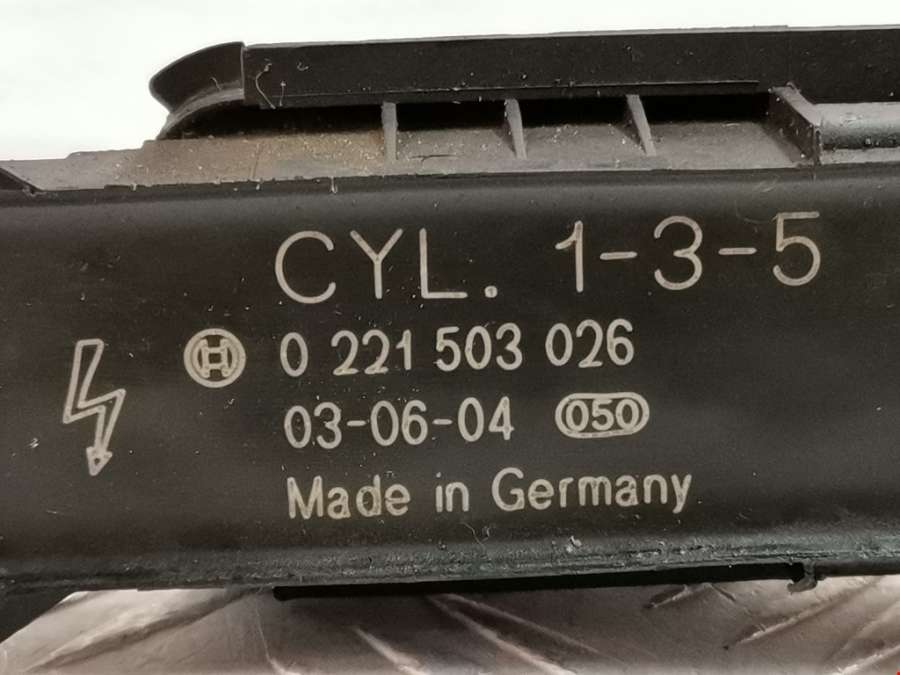 CYL. 1-3-5
0 221 503 026
03-06-04 050
Made in Germany